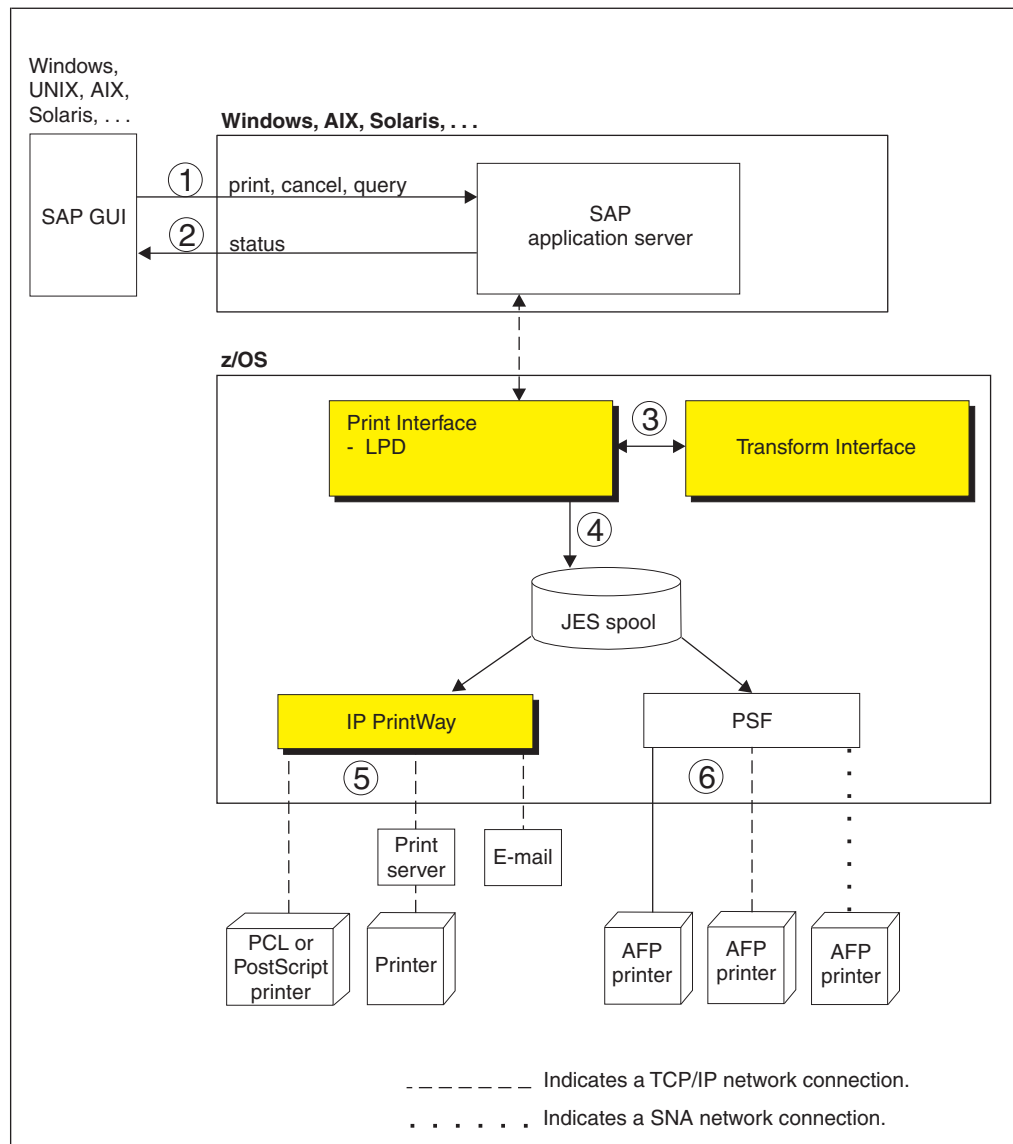 Windows,
UNIX, AIX,
Solaris, . . .
Windows, AIX, Solaris, . . .
SAP GUI
1
print, cancel, query
2
status
SAP
application server
z/OS
Print Interface
- LPD
3
Transform Interface
4
JES spool
IP PrintWay
PSF
5
6
Print
server
E-mail
PCL or
PostScript
printer
Printer
AFP
printer
AFP
printer
AFP
printer
Indicates a TCP/IP network connection.
Indicates a SNA network connection.